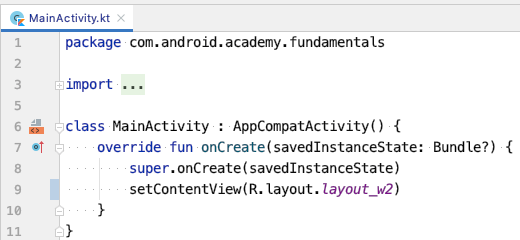 MainActivity.kt
1 package com.android.academy.fundamentals
2
3 import ...
5
6 class MainActivity : AppCompatActivity() {
7 override fun onCreate(savedInstanceState: Bundle?) {
8 super.onCreate(savedInstanceState)
9 setContentView(R.layout.layout_w2)
10 }
11 }